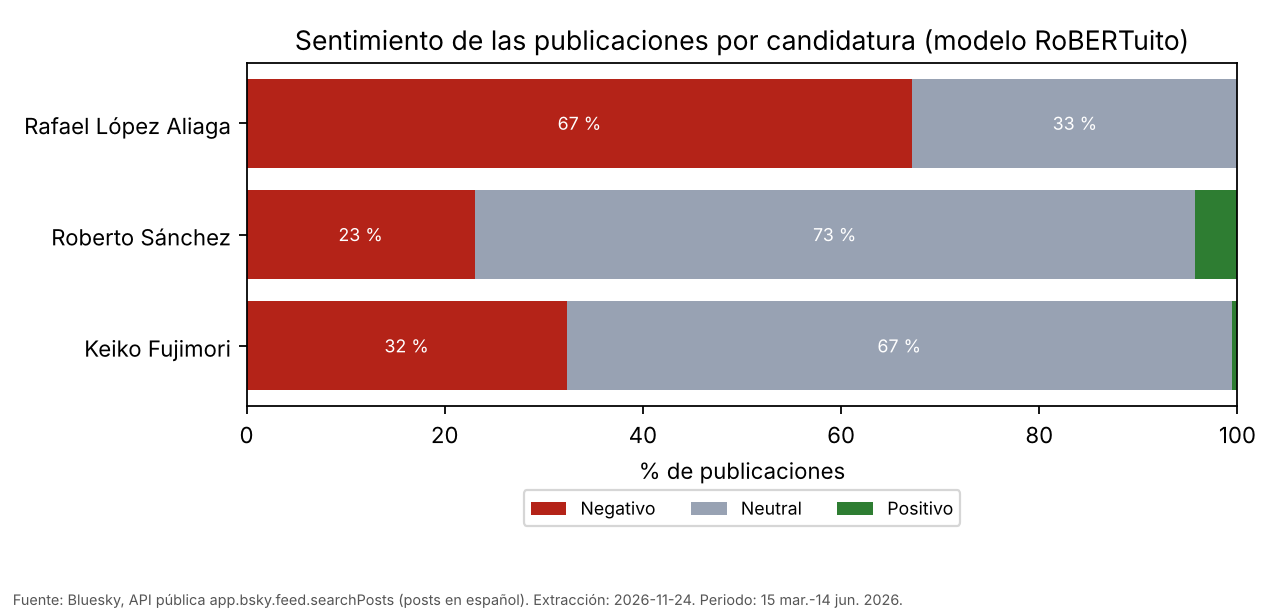 Sentimiento de las publicaciones por candidatura (modelo RoBERTuito)
Rafael López Aliaga
67 %
33 %
Roberto Sánchez
23 %
73 %
Keiko Fujimori
32 %
67 %
0
20
40
60
80
100
% de publicaciones
Negativo
Neutral
Positivo
Fuente: Bluesky, API pública app.bsky.feed.searchPosts (posts en español). Extracción: 2026-11-24. Periodo: 15 mar.-14 jun. 2026.